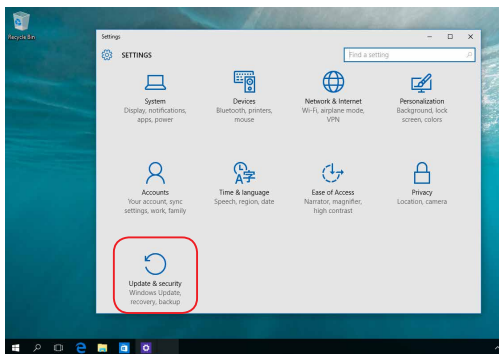 Recycle Bin
Settings
SETTINGS
Find a setting
System
Display, notifications,
apps, power
Devices
Bluetooth, printers,
mouse
Network & Internet
Wi-Fi, airplane mode,
VPN
Personalization
Background, lock
screen, colors
Accounts
Your account, sync
settings, work, family
Time & language
Speech, region, date
Ease of Access
Narrator, magnifier,
high contrast
Privacy
Location, camera
Update & security
Windows Update,
recovery, backup